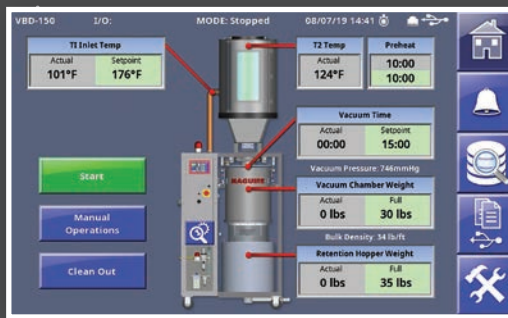 VBD-150 I/O: MODE: Stopped 08/07/19 14:41
T1 Inlet Temp
Actual Setpoint
101°F 176°F
T2 Temp
Actual
124°F
Preheat
10:00
10:00
Vacuum Time
Actual Setpoint
00:00 15:00
Vacuum Pressure: 746mmHg
Vacuum Chamber Weight
Actual Full
0 lbs 30 lbs
Bulk Density: 34 lb/ft
Retention Hopper Weight
Actual Full
0 lbs 35 lbs
Start
Manual
Operations
Clean Out
MAGUIRE